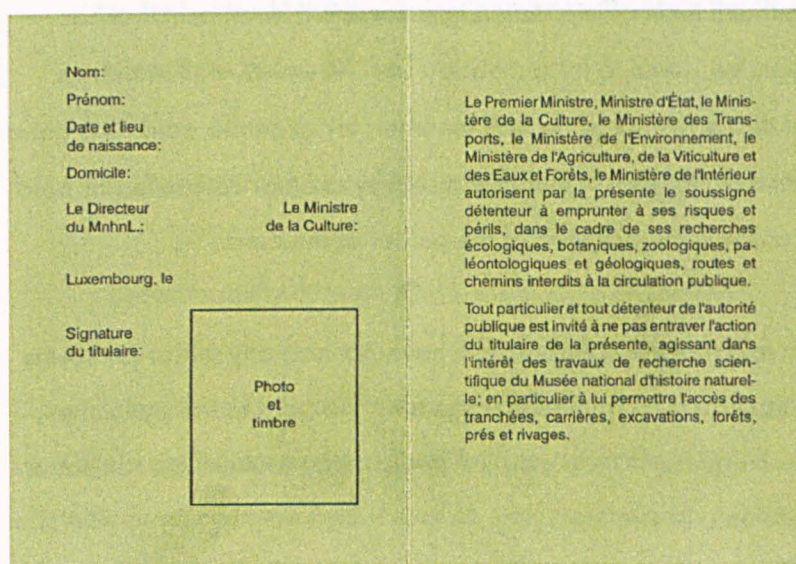 Nom:
Prénom:
Date et lieu
de naissance:
Domicile:
Le Directeur
du MnhnL.:
Le Ministre
de la Culture:
Luxembourg, le
Signature
du titulaire:
Photo
et
timbre
Le Premier Ministre, Ministre d'État, le Minis-
tère de la Culture, le Ministère des Trans-
ports, le Ministère de l'Environnement, le
Ministère de l'Agriculture, de la Viticulture et
des Eaux et Forêts, le Ministère de l'Intérieur
autorisent par la présente le soussigné
détenteur à emprunter à ses risques et
périls, dans le cadre de ses recherches
écologiques, botaniques, zoologiques, pa-
léontologiques et géologiques, routes et
chemins interdits à la circulation publique.
Tout particulier et tout détenteur de l'autorité
publique est invité à ne pas entraver l'action
du titulaire de la présente, agissant dans
l'intérêt des travaux de recherche scien-
tifique du Musée national d'histoire naturel-
le; en particulier à lui permettre l'accès des
tranchées, carrières, excavations, forêts,
prés et rivages.